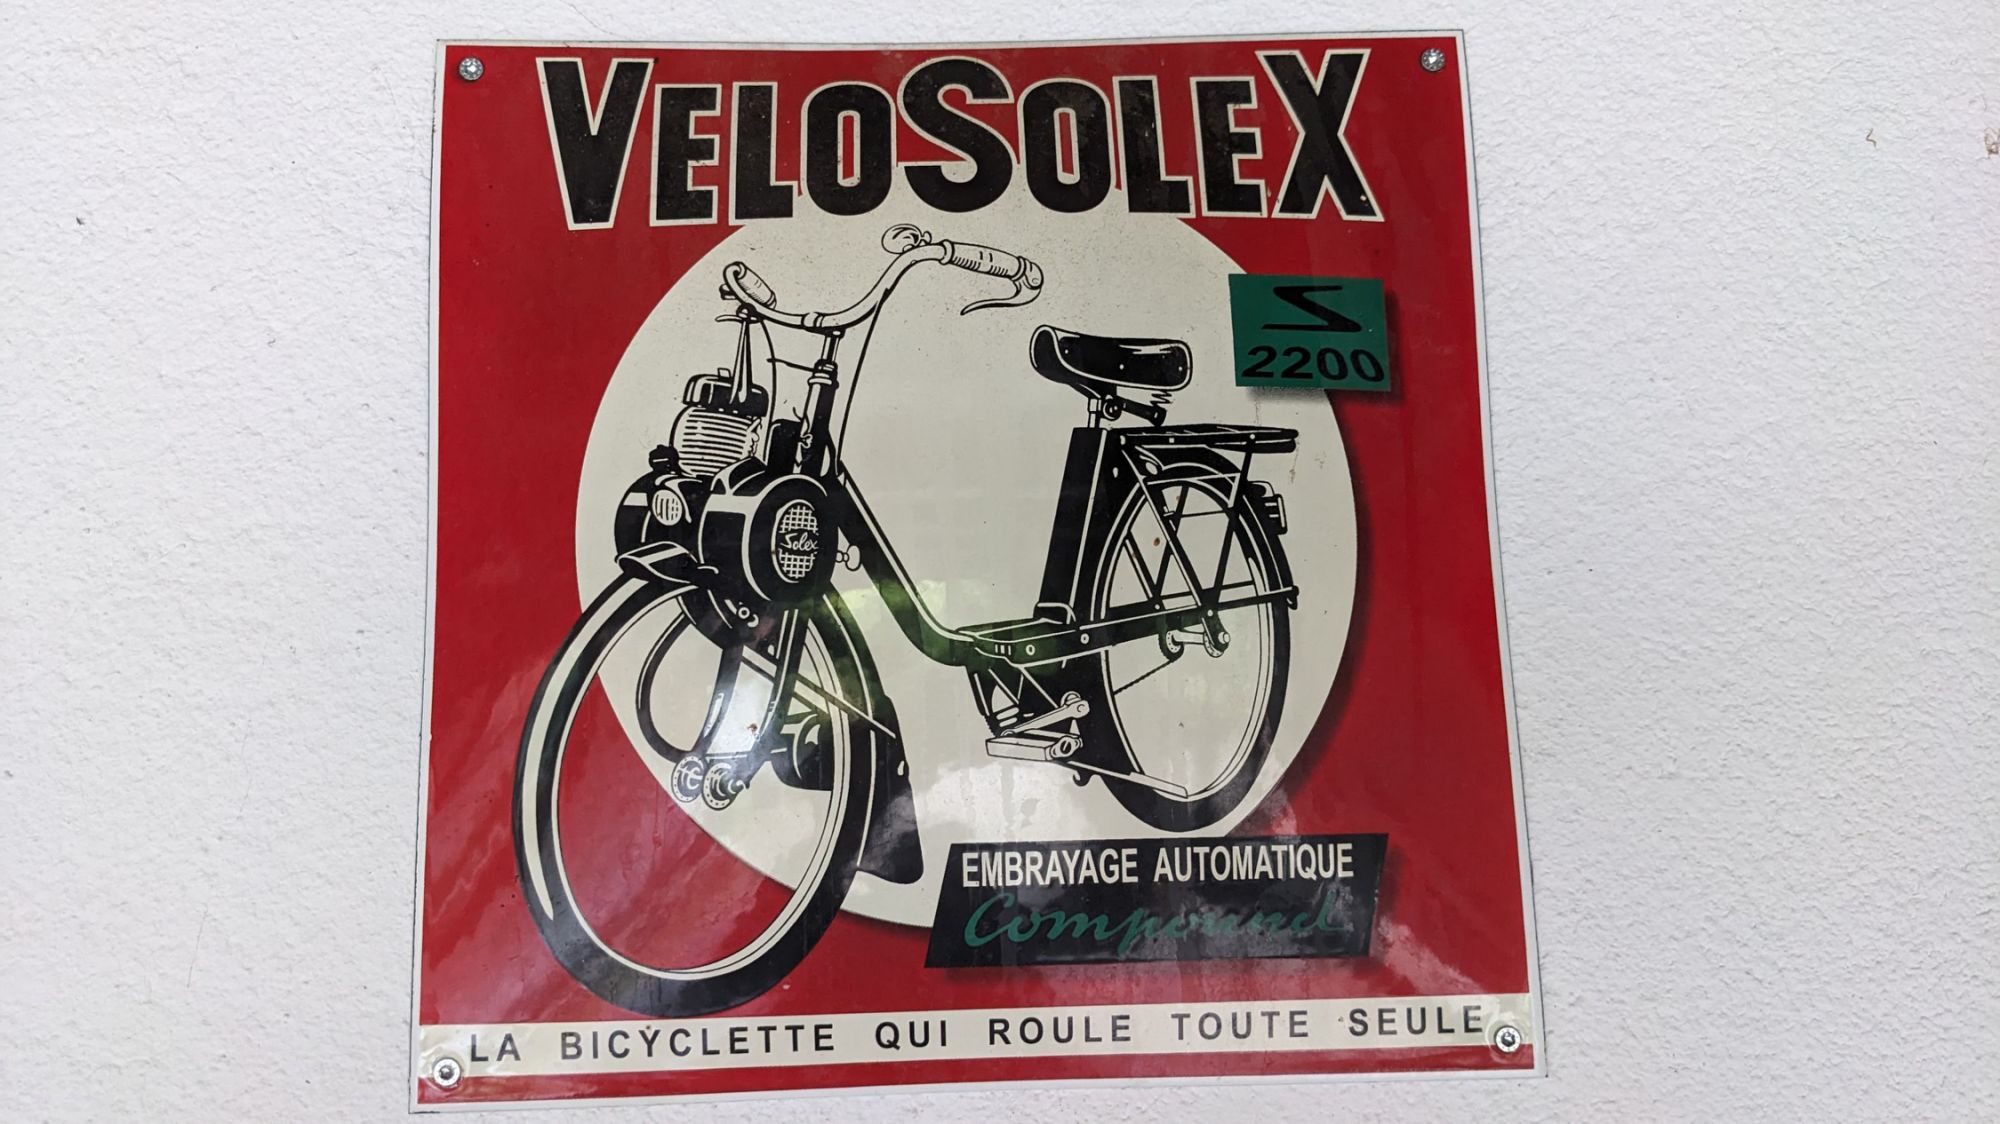 VELOSOLEX
S
2200
Solex
EMBRAYAGE AUTOMATIQUE
Compound
LA BICYCLETTE QUI ROULE TOUTE SEULE